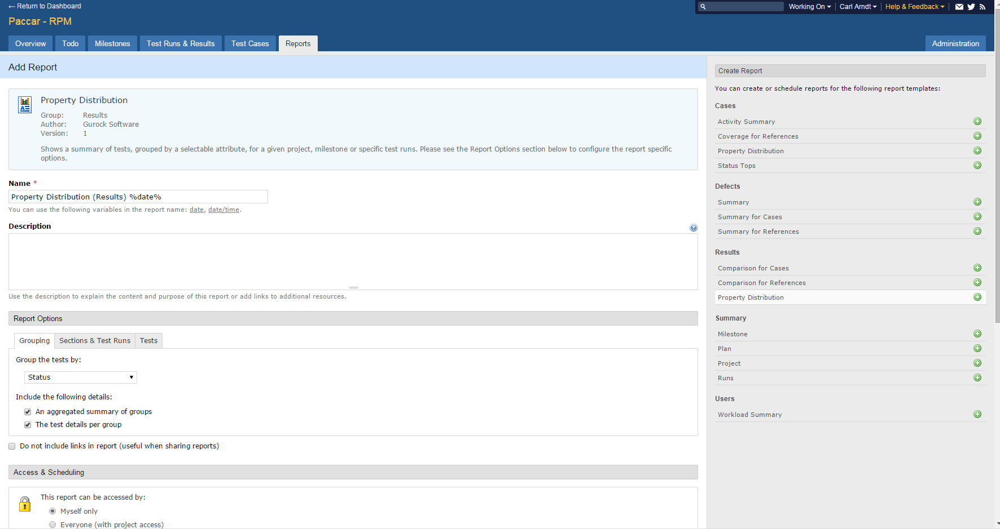 ← Return to Dashboard
Working On
Carl Arndt
Help & Feedback
Paccar - RPM
Overview
Todo
Milestones
Test Runs & Results
Test Cases
Reports
Administration
Add Report
Property Distribution
Group: Results
Author: Gurock Software
Version: 1
Shows a summary of tests, grouped by a selectable attribute, for a given project, milestone or specific test runs. Please see the Report Options section below to configure the report specific
options.
Name *
Property Distribution (Results) %date%
You can use the following variables in the report name: date, date/time.
Description
Use the description to explain the content and purpose of this report or add links to additional resources.
Report Options
Grouping
Sections & Test Runs
Tests
Group the tests by:
Status
Include the following details:
An aggregated summary of groups
The test details per group
Do not include links in report (useful when sharing reports)
Access & Scheduling
This report can be accessed by:
Myself only
Everyone (with project access)
Create Report
You can create or schedule reports for the following report templates:
Cases
Activity Summary
Coverage for References
Property Distribution
Status Tops
Defects
Summary
Summary for Cases
Summary for References
Results
Comparison for Cases
Comparison for References
Property Distribution
Summary
Milestone
Plan
Project
Runs
Users
Workload Summary